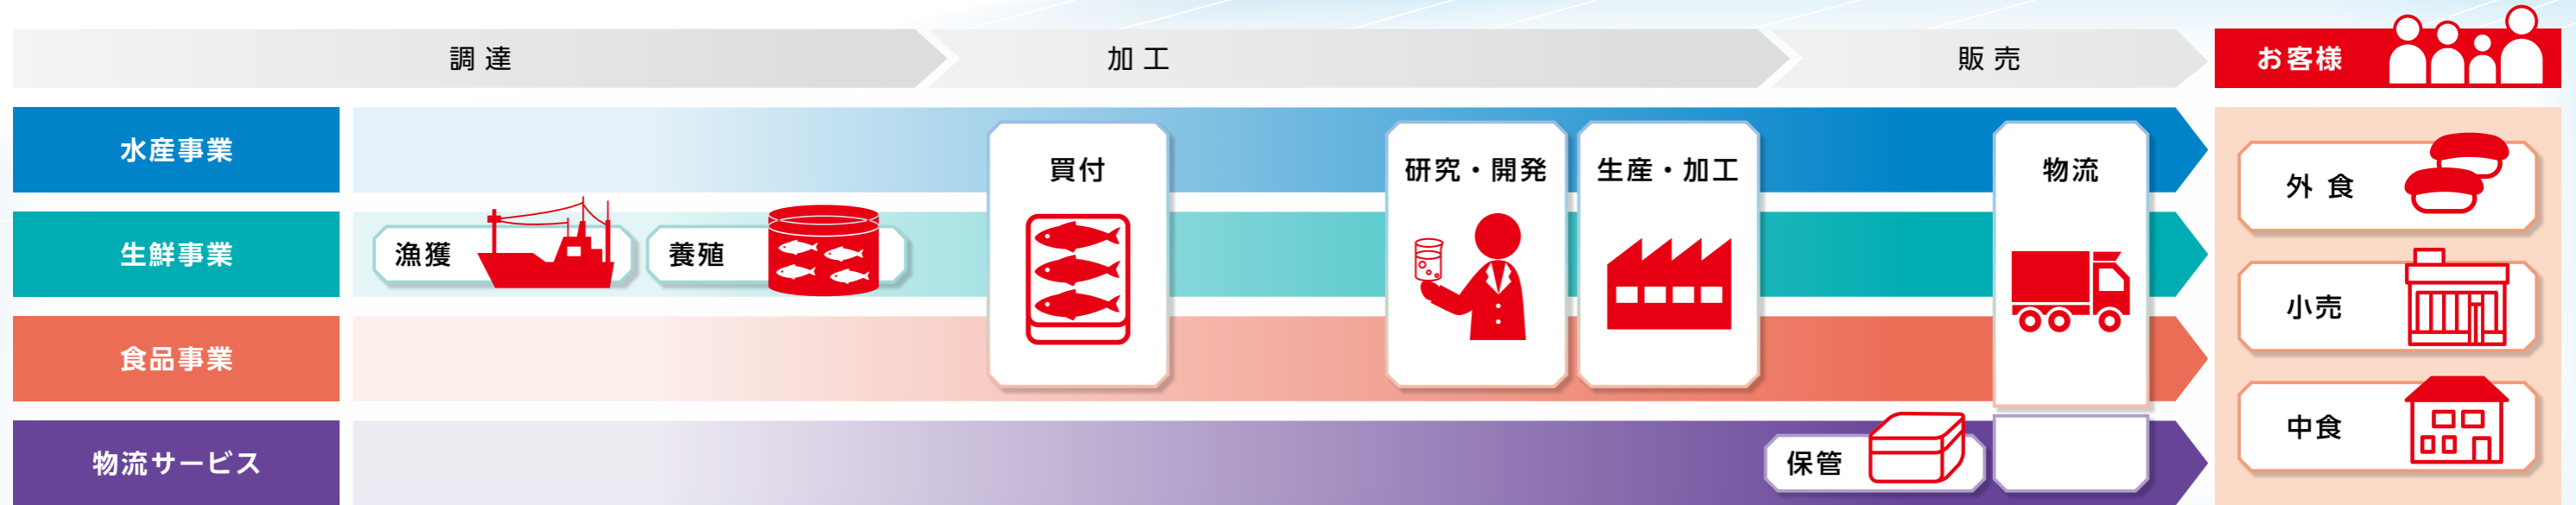 調達
加工
販売
お客様
水産事業
買付
研究・開発
生産・加工
物流
外食
生鮮事業
漁獲
養殖
小売
食品事業
中食
物流サービス
保管